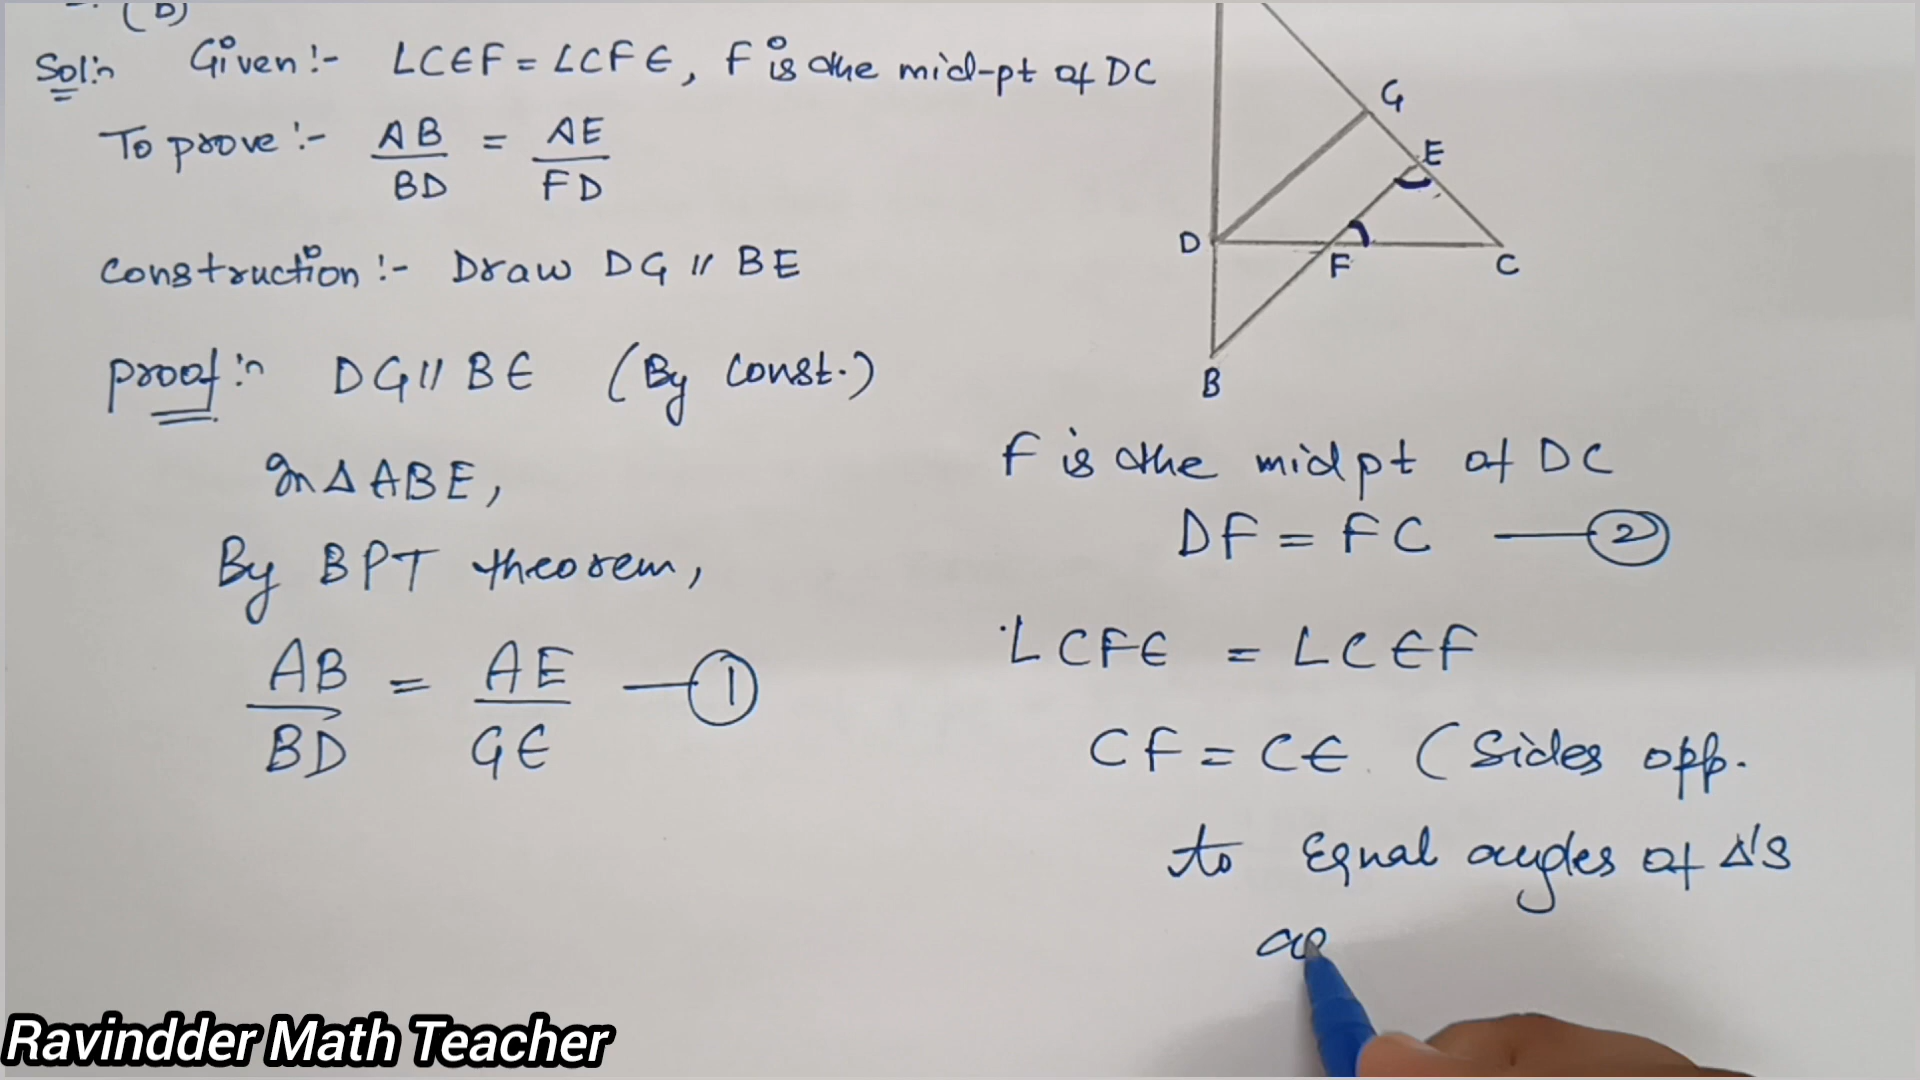 (b)
Sol:n Given :- ∠CEF = ∠CFE, F is the mid-pt of DC
To prove :- AB/BD = AE/FD
Construction :- Draw DG ∥ BE
Proof :n DG ∥ BE (By Const.)
In Δ ABE,
By BPT theorem,
AB/BD = AE/GE — ①
G
E
D
F
C
B
F is the mid pt of DC
DF = FC — ②
∠CFE = ∠CEF
CF = CE (Sides opp.
to Equal angles of Δ's
Ravindder Math Teacher